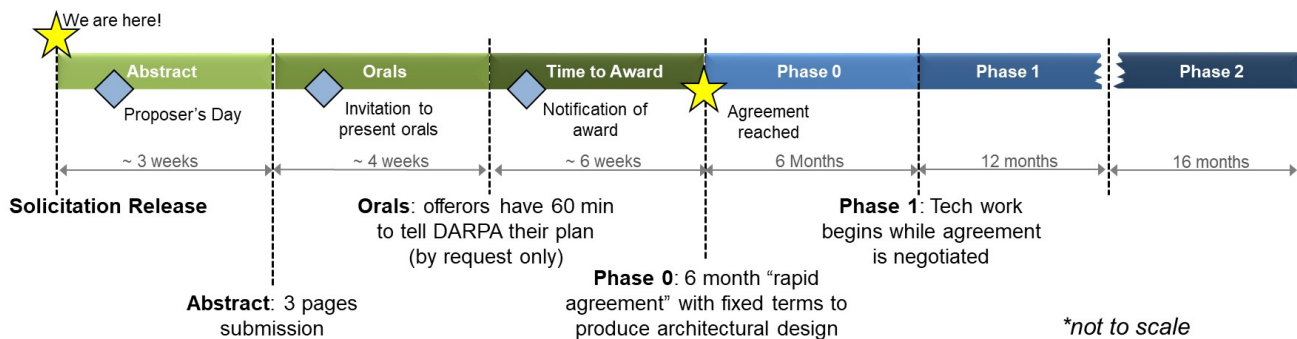 We are here!
Abstract
Orals
Time to Award
Phase 0
Phase 1
Phase 2
Proposer’s Day
Invitation to
present orals
Notification of
award
Agreement
reached
~ 3 weeks
~ 4 weeks
~ 6 weeks
6 Months
12 months
16 months
Solicitation Release
Orals: offerors have 60 min
to tell DARPA their plan
(by request only)
Phase 1: Tech work
begins while agreement
is negotiated
Abstract: 3 pages
submission
Phase 0: 6 month “rapid
agreement” with fixed terms to
produce architectural design
*not to scale